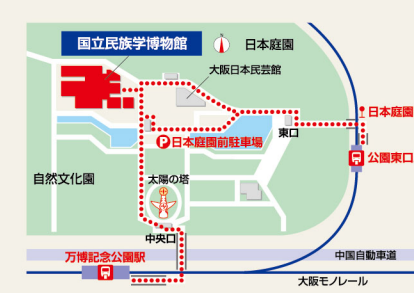 国立民族学博物館
日本庭園
大阪日本民芸館
日本庭園
東口
P日本庭園前駐車場
公園東口
自然文化園
太陽の塔
中央口
万博記念公園駅
中国自動車道
大阪モノレール